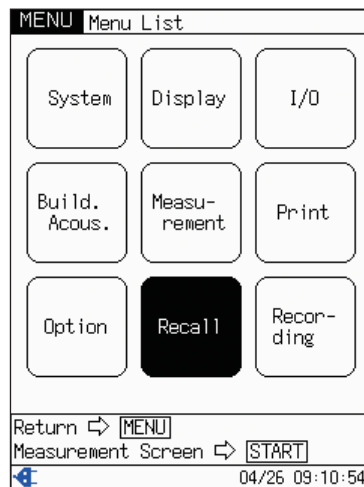 MENU Menu List
System Display I/O
Build. Acous. Measu- rement Print
Option Recall Recor- ding
Return ⇨ MENU
Measurement Screen ⇨ START
04/26 09:10:54